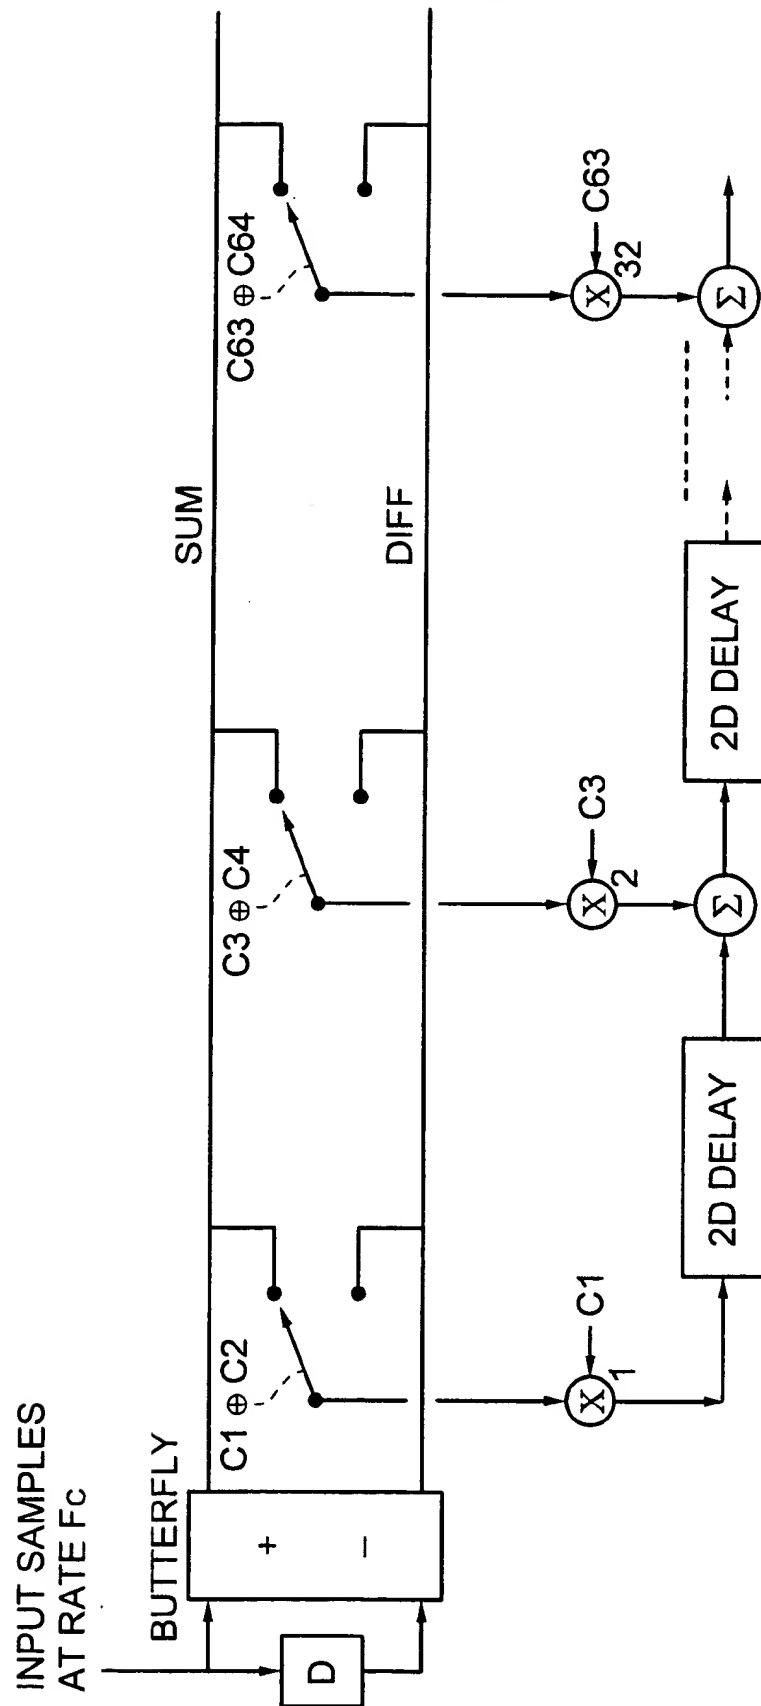 INPUT SAMPLES
AT RATE Fc
BUTTERFLY
+
−
D
SUM
DIFF
C1 ⊕ C2
C3 ⊕ C4
C63 ⊕ C64
X
1
C1
X
2
C3
X
32
C63
2D DELAY
Σ
2D DELAY
Σ